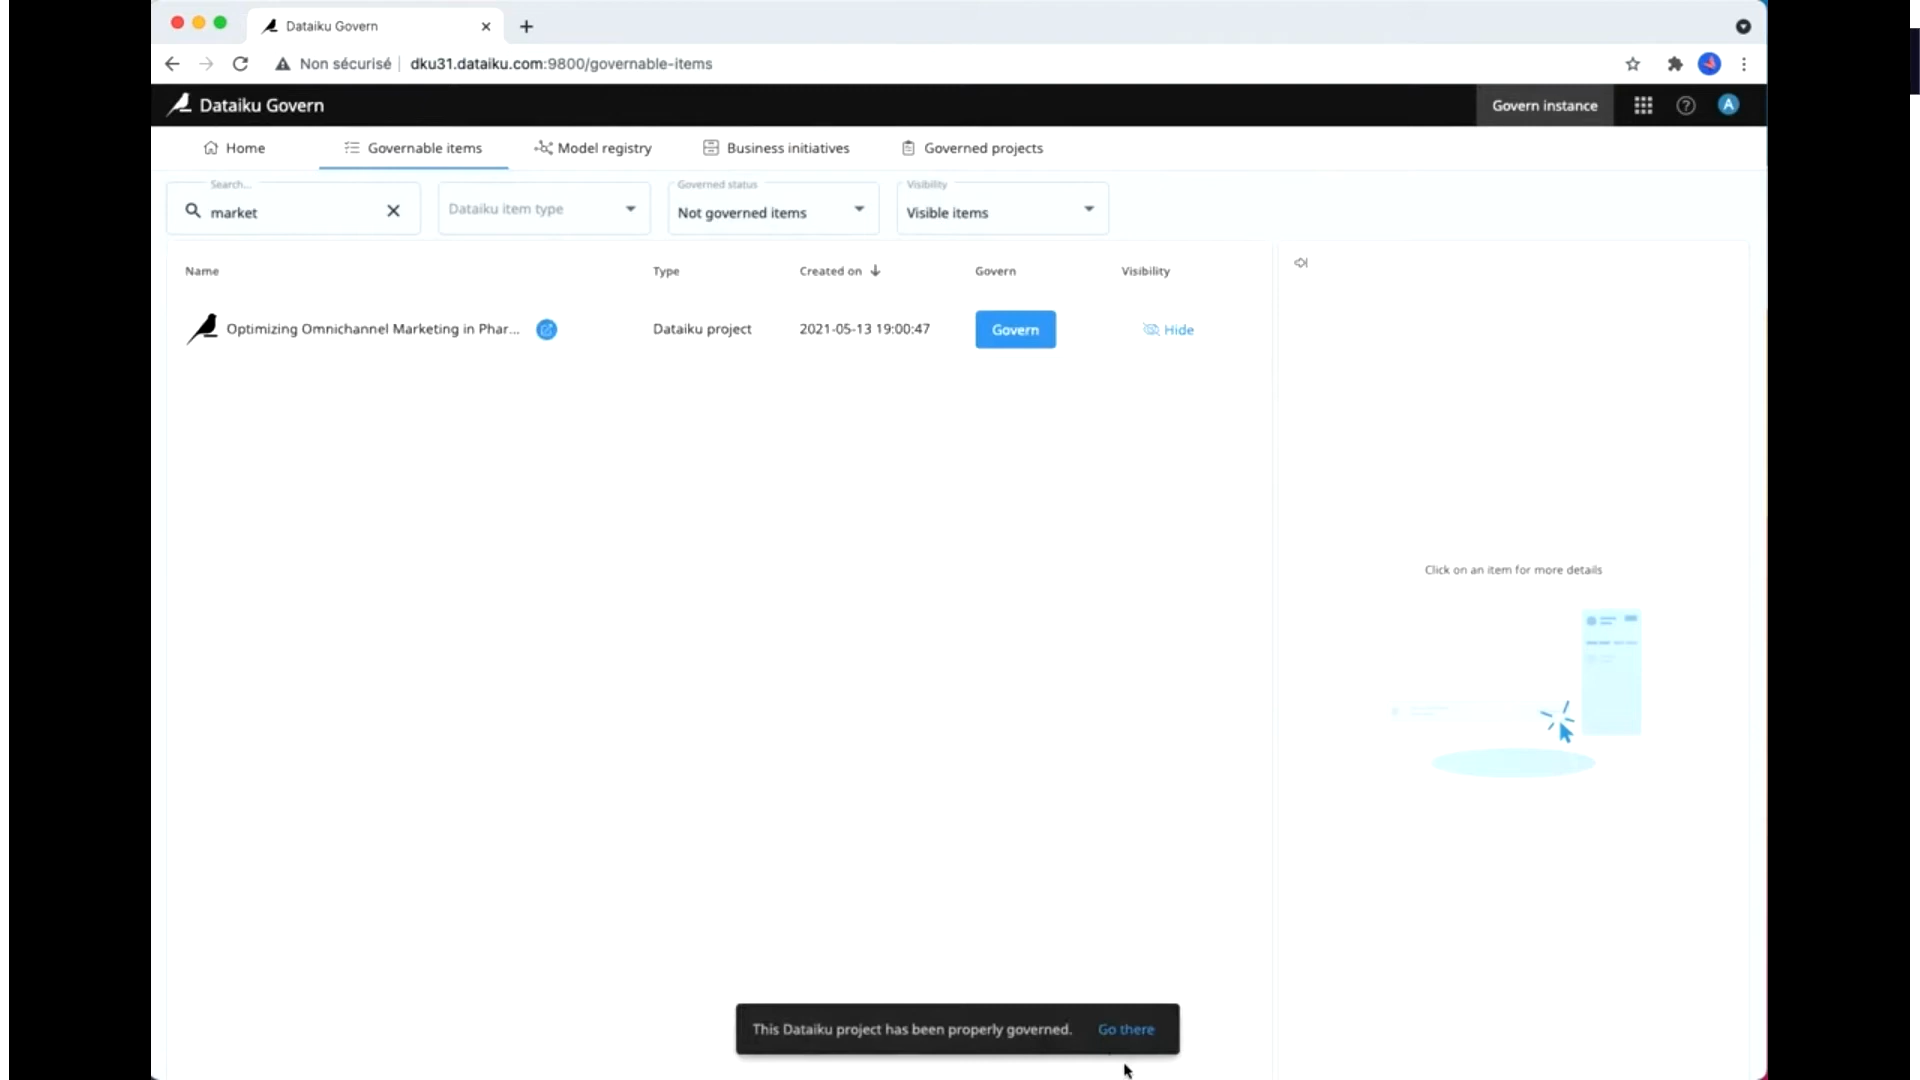 Dataiku Govern
Non sécurisé
dku31.dataiku.com:9800/governable-items
Dataiku Govern
Govern instance
A
Home
Governable items
Model registry
Business initiatives
Governed projects
Search...
market
Dataiku item type
Governed status
Not governed items
Visibility
Visible items
Name
Type
Created on
Govern
Visibility
Optimizing Omnichannel Marketing in Phar...
Dataiku project
2021-05-13 19:00:47
Govern
Hide
Click on an item for more details
This Dataiku project has been properly governed.
Go there